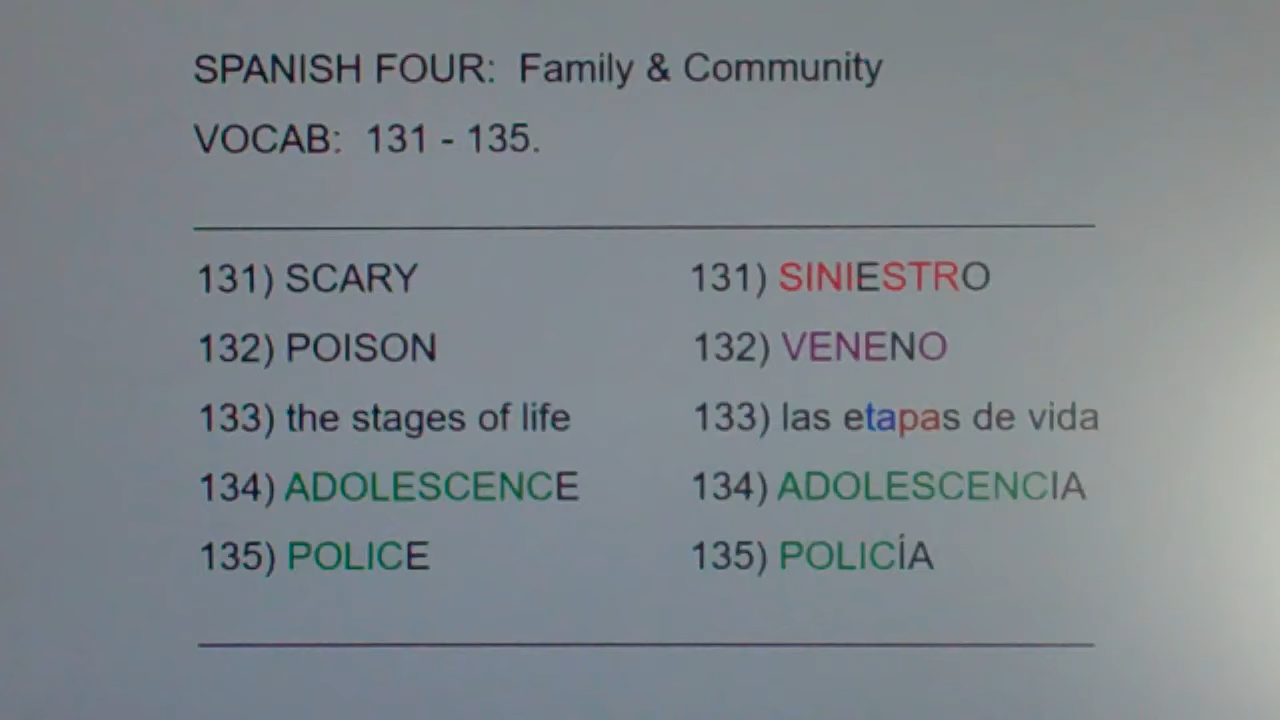 SPANISH FOUR:  Family & Community
VOCAB:  131 - 135.
131) SCARY 131) SINIESTRO
132) POISON 132) VENENO
133) the stages of life 133) las etapas de vida
134) ADOLESCENCE 134) ADOLESCENCIA
135) POLICE 135) POLICÍA